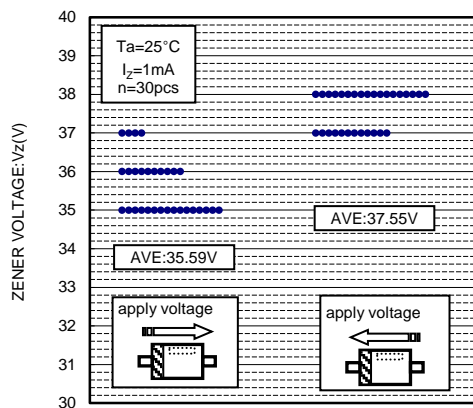 40
39
38
37
36
35
34
33
32
31
30
ZENER VOLTAGE:Vz(V)
Ta=25°C
IZ=1mA
n=30pcs
AVE:35.59V
AVE:37.55V
apply voltage
apply voltage